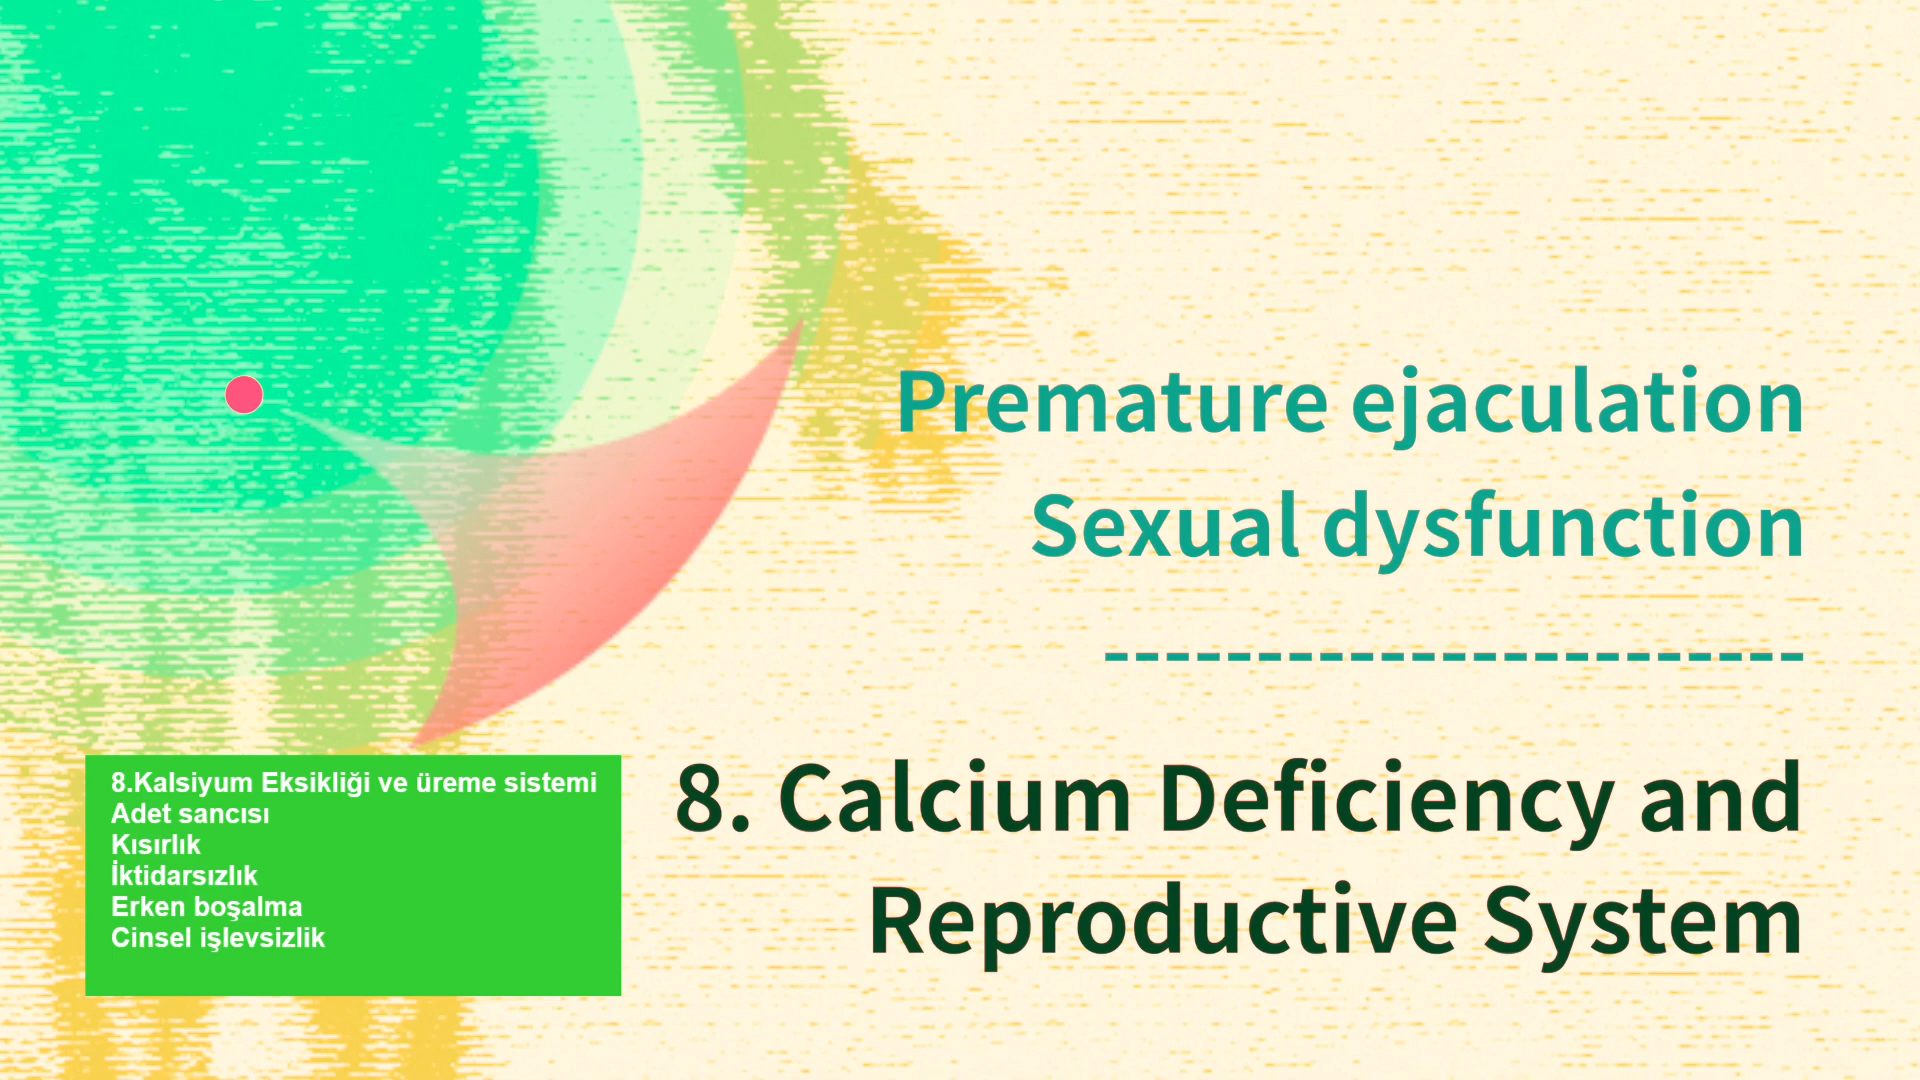 Premature ejaculation
Sexual dysfunction
-----------------------
8. Calcium Deficiency and
Reproductive System
8.Kalsiyum Eksikliği ve üreme sistemi
Adet sancısı
Kısırlık
İktidarsızlık
Erken boşalma
Cinsel işlevsizlik